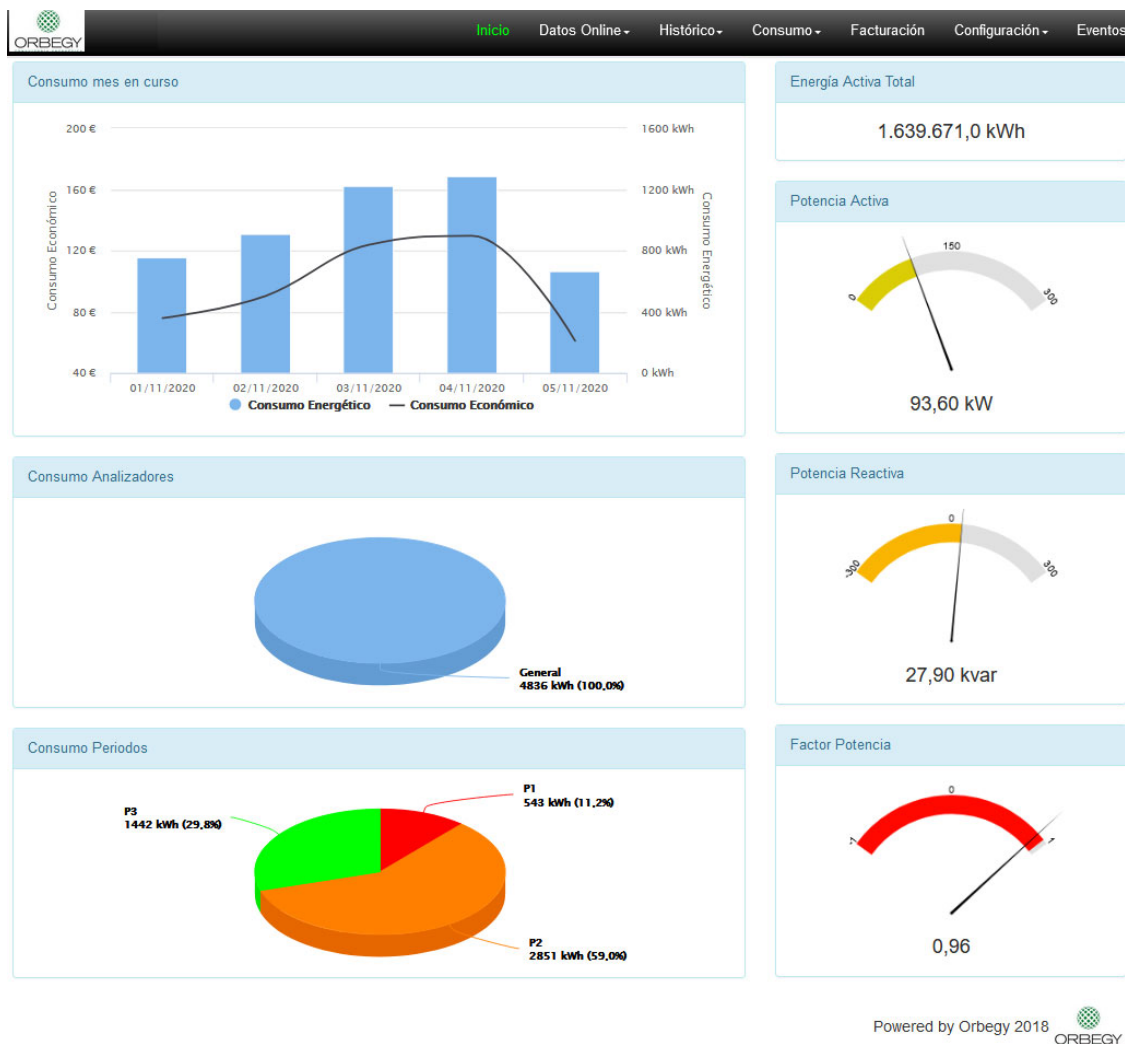 ORBEGY
Inicio Datos Online Histórico Consumo Facturación Configuración Eventos
Consumo mes en curso
200 €
160 €
120 €
80 €
40 €
Consumo Económico
1600 kWh
1200 kWh
800 kWh
400 kWh
0 kWh
Consumo Energético
01/11/2020 02/11/2020 03/11/2020 04/11/2020 05/11/2020
Consumo Energético Consumo Económico
Energía Activa Total
1.639.671,0 kWh
Potencia Activa
0 150 300
93,60 kW
Consumo Analizadores
General
4836 kWh (100,0%)
Potencia Reactiva
-300 0 300
27,90 kvar
Consumo Periodos
P1
543 kWh (11,2%)
P3
1442 kWh (29,8%)
P2
2851 kWh (59,0%)
Factor Potencia
-1 0 1
0,96
Powered by Orbegy 2018
ORBEGY